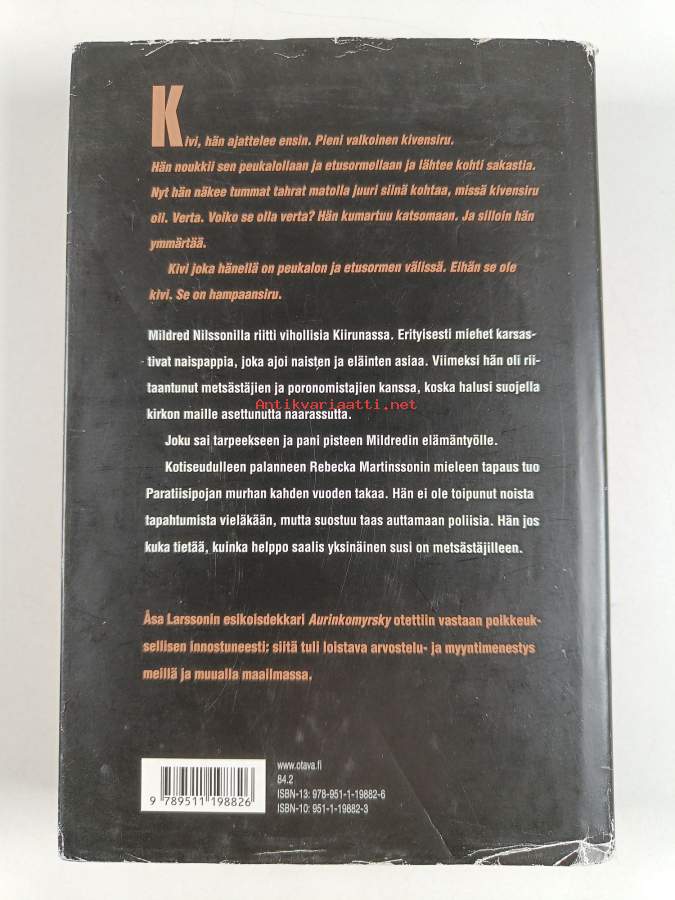 Kivi, hän ajattelee ensin. Pieni valkoinen kivensiru.
Hän noukkii sen peukalollaan ja etusormellaan ja lähtee kohti sakastia.
Nyt hän näkee tummat tahrat matolla juuri siinä kohtaa, missä kivensiru
oli. Verta. Voiko se olla verta? Hän kumartuu katsomaan. Ja silloin hän
ymmärtää.
Kivi joka hänellä on peukalon ja etusormen välissä. Eihän se ole
kivi. Se on hampaansiru.
Mildred Nilssonilla riitti vihollisia Kiirunassa. Erityisesti miehet karsas-
tivat naispappia, joka ajoi naisten ja eläinten asiaa. Viimeksi hän oli rii-
taantunut metsästäjien ja poronomistajien kanssa, koska halusi suojella
Antikvariaatti.net
kirkon maille asettunutta naarassutta.
Joku sai tarpeekseen ja pani pisteen Mildredin elämäntyölle.
Kotiseudulleen palanneen Rebecka Martinssonin mieleen tapaus tuo
Paratiisipojan murhan kahden vuoden takaa. Hän ei ole toipunut noista
tapahtumista vieläkään, mutta suostuu taas auttamaan poliisia. Hän jos
kuka tietää, kuinka helppo saalis yksinäinen susi on metsästäjilleen.
Åsa Larssonin esikoisdekkari Aurinkomyrsky otettiin vastaan poikkeuk-
sellisen innostuneesti; siitä tuli loistava arvostelu- ja myyntimenestys
meillä ja muualla maailmassa.
www.otava.fi
84.2
ISBN-13: 978-951-1-19882-6
ISBN-10: 951-1-19882-3
9 789511 198826